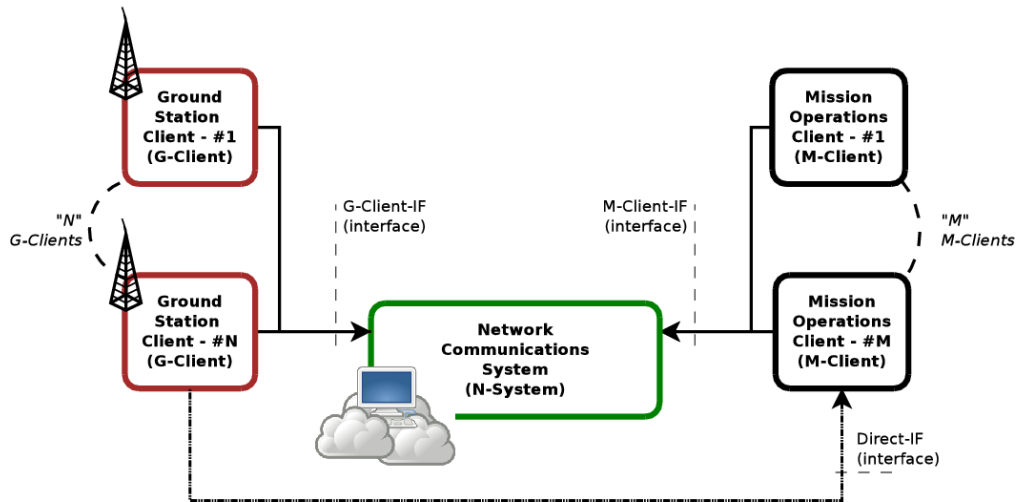 Ground
Station
Client - #1
(G-Client)
Mission
Operations
Client - #1
(M-Client)
"N"
G-Clients
G-Client-IF
(interface)
M-Client-IF
(interface)
"M"
M-Clients
Ground
Station
Client - #N
(G-Client)
Network
Communications
System
(N-System)
Mission
Operations
Client - #M
(M-Client)
Direct-IF
(interface)